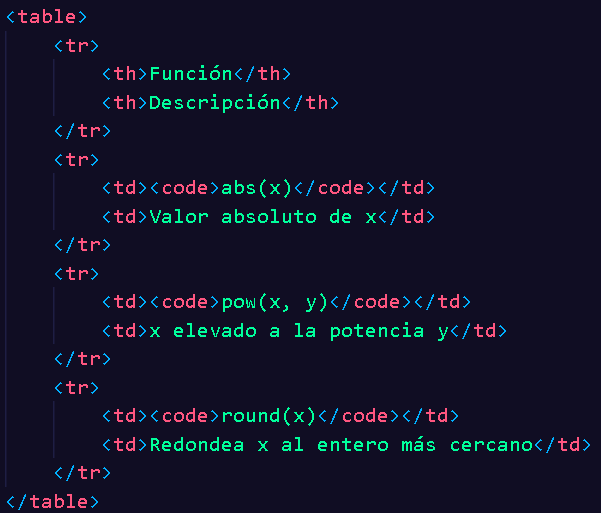 <table>
    <tr>
        <th>Función</th>
        <th>Descripción</th>
    </tr>
    <tr>
        <td><code>abs(x)</code></td>
        <td>Valor absoluto de x</td>
    </tr>
    <tr>
        <td><code>pow(x, y)</code></td>
        <td>x elevado a la potencia y</td>
    </tr>
    <tr>
        <td><code>round(x)</code></td>
        <td>Redondea x al entero más cercano</td>
    </tr>
</table>